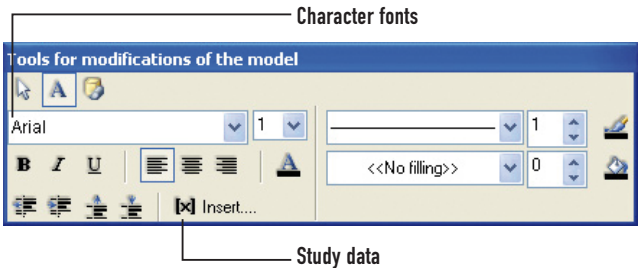 Character fonts
Tools for modifications of the model
A
Arial 1 1
B I U A <<No filling>> 0
[x] Insert....
Study data